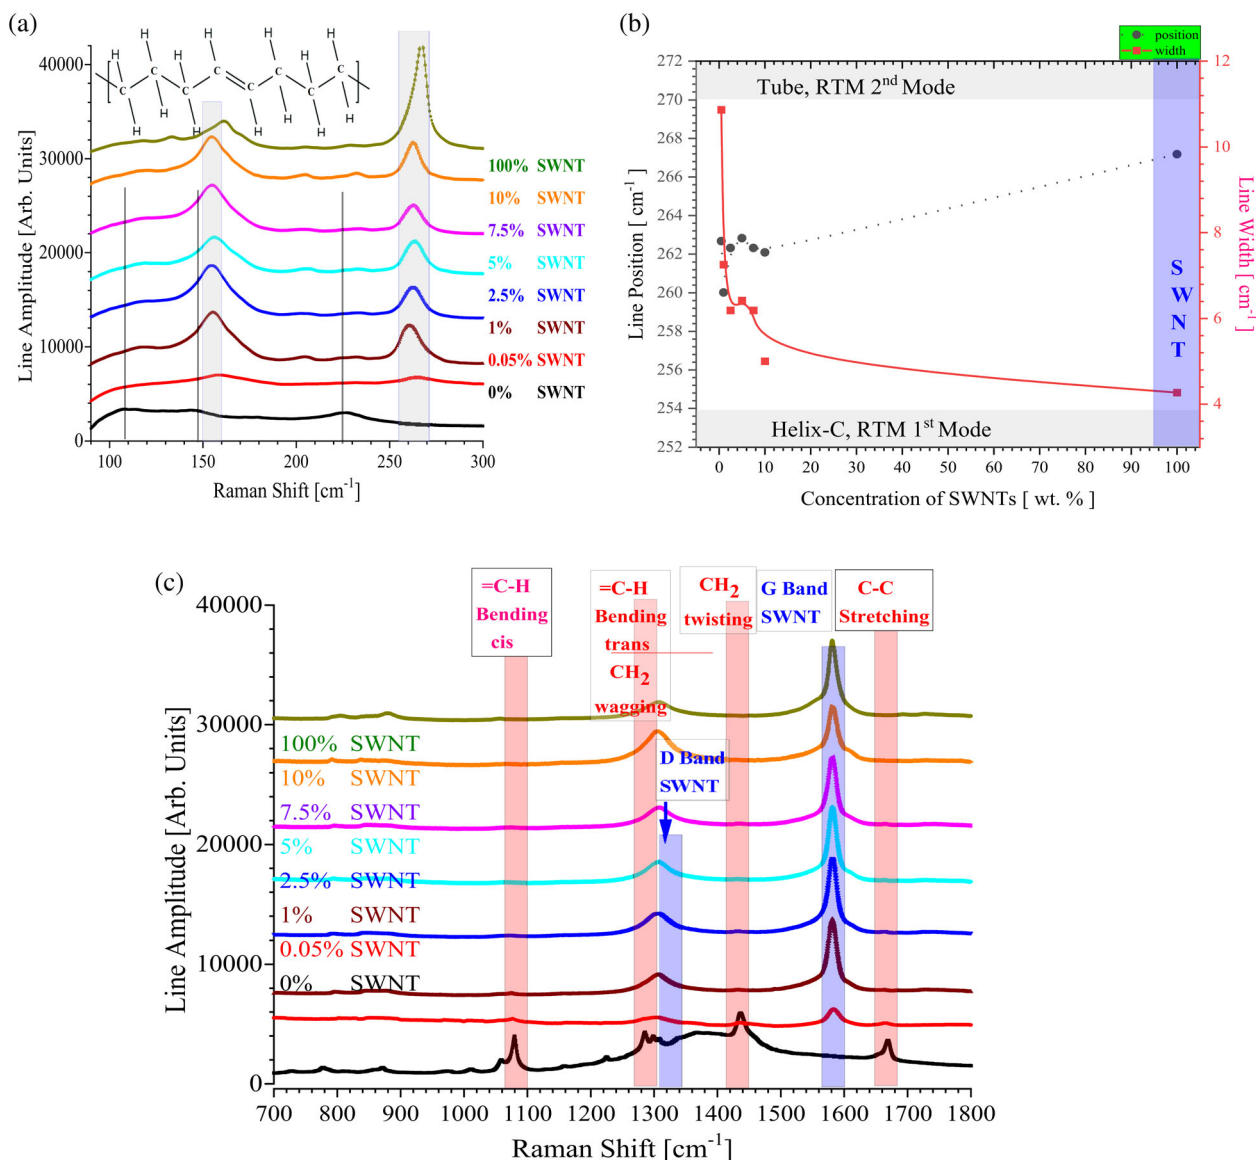 (a)
H H H H H
C C C C C C C C
H H H H H
40000
30000
20000
10000
0
Line Amplitude [Arb. Units]
100% SWNT
10% SWNT
7.5% SWNT
5% SWNT
2.5% SWNT
1% SWNT
0.05% SWNT
0% SWNT
100 150 200 250 300
Raman Shift [cm⁻¹]
(b)
position
width
272
270
268
266
264
262
260
258
256
254
252
Line Position [ cm⁻¹]
Tube, RTM 2nd Mode
Helix-C, RTM 1st Mode
S
W
N
T
12
10
8
6
4
Line Width [ cm⁻¹]
0 10 20 30 40 50 60 70 80 90 100
Concentration of SWNTs [ wt. % ]
(c)
=C-H
Bending
cis
=C-H
Bending
trans
CH2
wagging
CH2
twisting
G Band
SWNT
C-C
Stretching
D Band
SWNT
40000
30000
20000
10000
0
Line Amplitude [Arb. Units]
100% SWNT
10% SWNT
7.5% SWNT
5% SWNT
2.5% SWNT
1% SWNT
0.05% SWNT
0% SWNT
700 800 900 1000 1100 1200 1300 1400 1500 1600 1700 1800
Raman Shift [cm⁻¹]